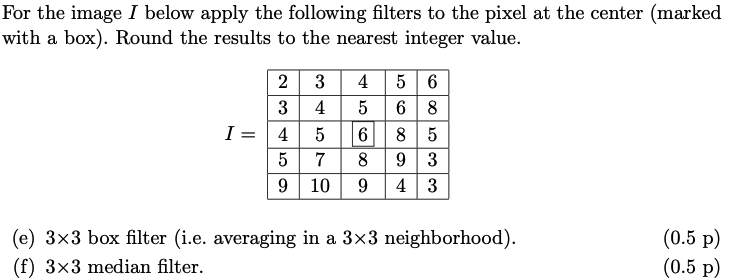 For the image I below apply the following filters to the pixel at the center (marked
with a box). Round the results to the nearest integer value.
2 3 4 5 6
3 4 5 6 8
I = 4 5 6 8 5
5 7 8 9 3
9 10 9 4 3
(e) 3×3 box filter (i.e. averaging in a 3×3 neighborhood). (0.5 p)
(f) 3×3 median filter. (0.5 p)